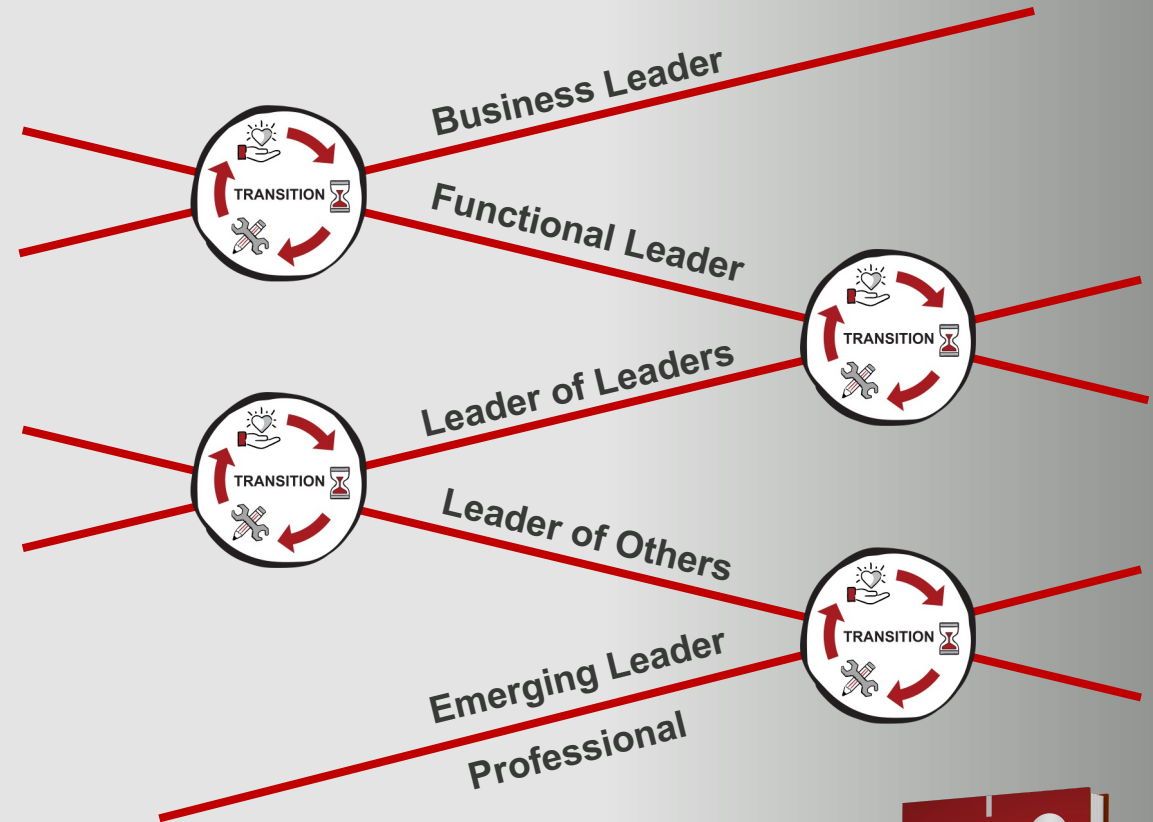 Business Leader
TRANSITION
Functional Leader
TRANSITION
Leader of Leaders
TRANSITION
Leader of Others
TRANSITION
Emerging Leader
Professional